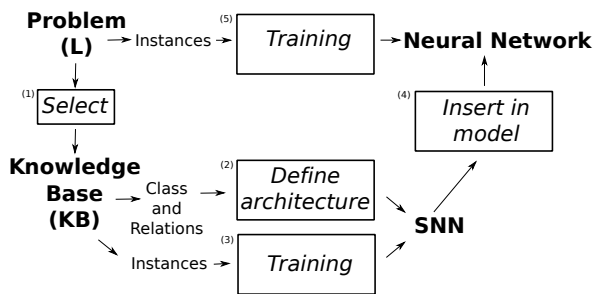 Problem
(L)
Instances
(5)
Training
Neural Network
(1)
Select
(4)
Insert in
model
Knowledge
Base
(KB)
Class
and
Relations
(2)
Define
architecture
SNN
Instances
(3)
Training